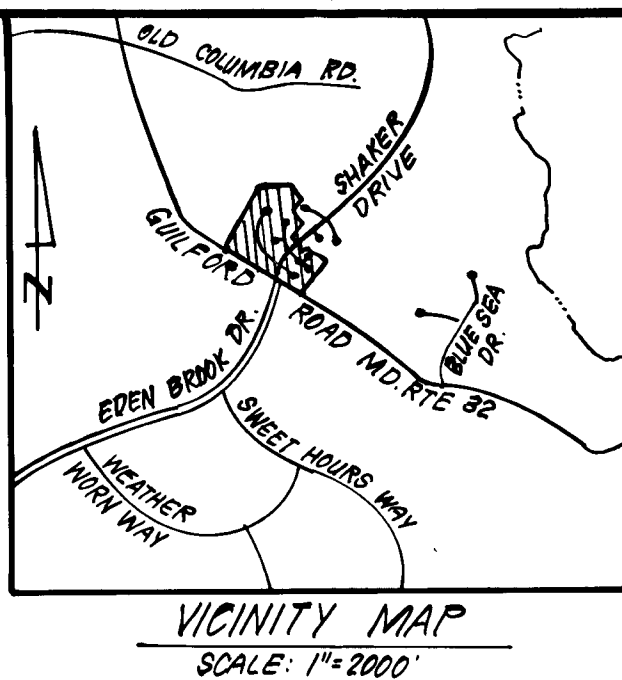 OLD COLUMBIA RD.
SHAKER
DRIVE
GUILFORD
ROAD MD. RTE 32
N
BLUE SEA
DR.
EDEN BROOK DR.
SWEET HOURS WAY
WEATHER
WORN WAY
VICINITY MAP
SCALE: 1"=2000'